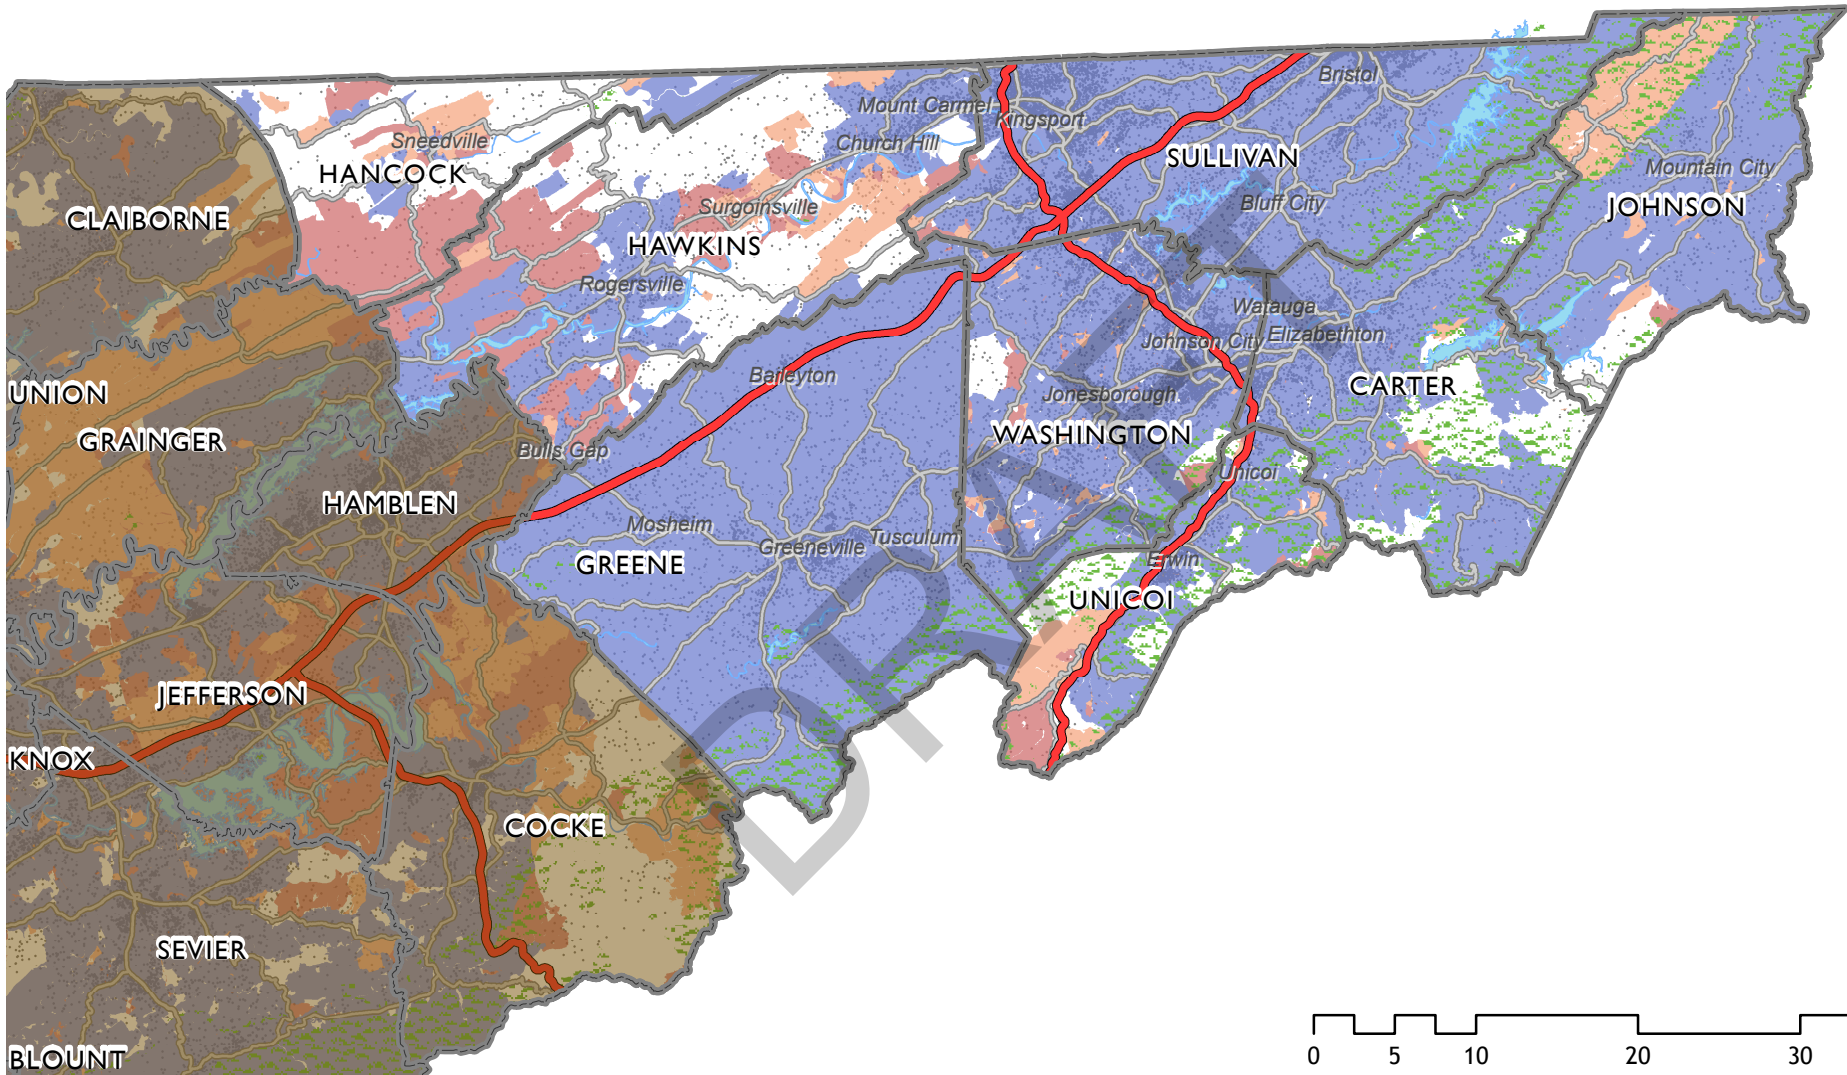 Bristol
Mount Carmel
Kingsport
Church Hill
Sneedville
SULLIVAN
Mountain City
HANCOCK
Bluff City
JOHNSON
Surgoinsville
CLAIBORNE
HAWKINS
Rogersville
Watauga
Johnson City
Elizabethton
Baileyton
CARTER
UNION
Jonesborough
WASHINGTON
GRAINGER
Bulls Gap
Unicoi
HAMBLEN
Mosheim
Greeneville
Tusculum
GREENE
Erwin
UNICOI
JEFFERSON
KNOX
COCKE
SEVIER
BLOUNT
DRAFT
0 5 10 20 30